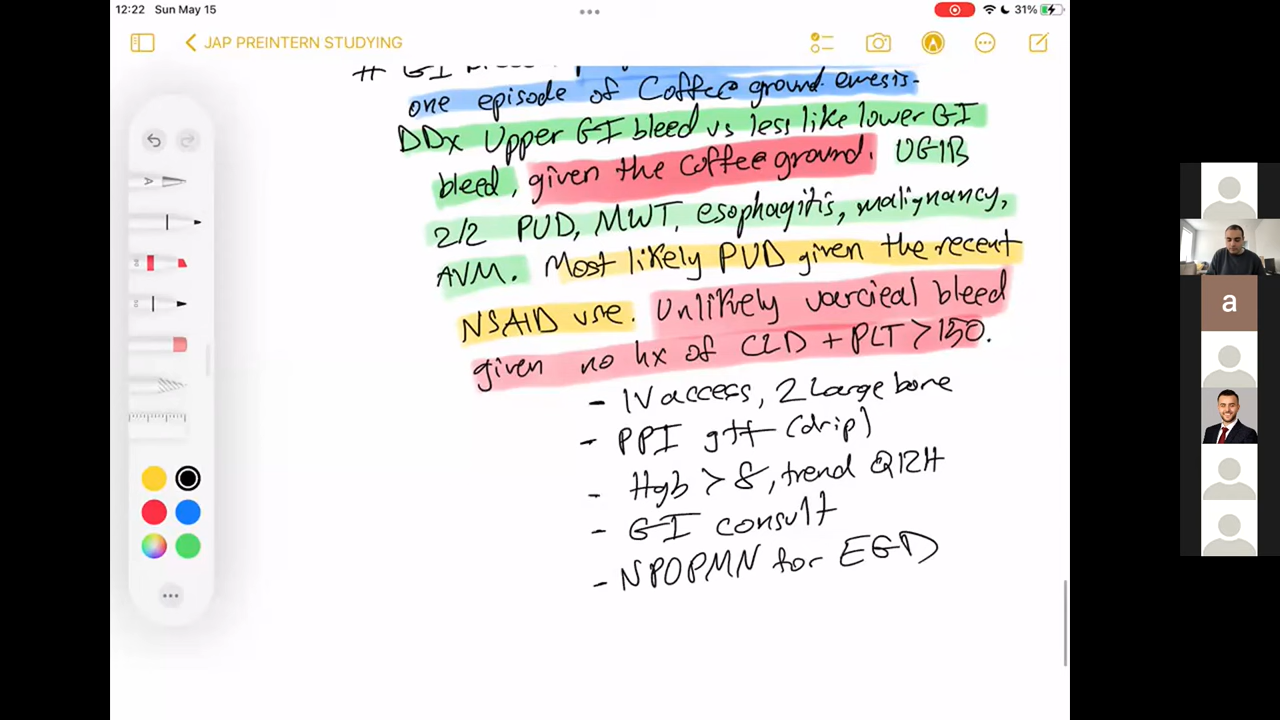 12:22 Sun May 15
31%
JAP PREINTERN STUDYING
# GI bleed
one episode of Coffee ground emesis.
DDx Upper GI bleed vs less like lower GI
bleed, given the Coffee ground. UGIB
2/2 PUD, MWT, esophagitis, malignancy,
AVM. Most likely PUD given the recent
NSAID use. Unlikely varcieal bleed
given no hx of CLD + PLT > 150.
- IV access, 2 Large bone
- PPI gtt (drip)
- Hgb > 8, trend Q12H
- GI consult
- NPOPMN for EGD
A
a